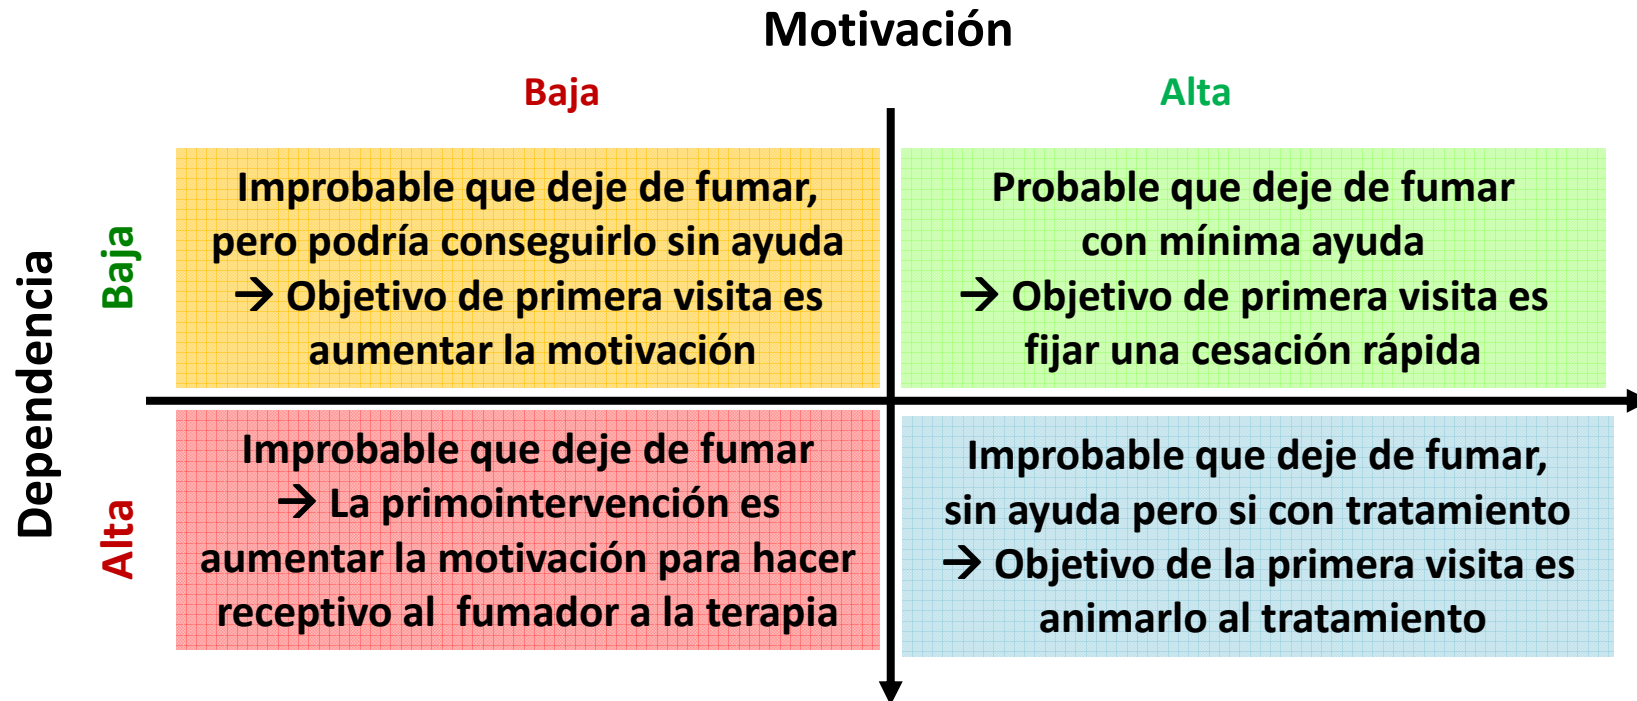 Motivación
Baja
Alta
Dependencia
Baja
Improbable que deje de fumar,
pero podría conseguirlo sin ayuda
→ Objetivo de primera visita es
aumentar la motivación
Probable que deje de fumar
con mínima ayuda
→ Objetivo de primera visita es
fijar una cesación rápida
Alta
Improbable que deje de fumar
→ La primointervención es
aumentar la motivación para hacer
receptivo al  fumador a la terapia
Improbable que deje de fumar,
sin ayuda pero si con tratamiento
→ Objetivo de la primera visita es
animarlo al tratamiento